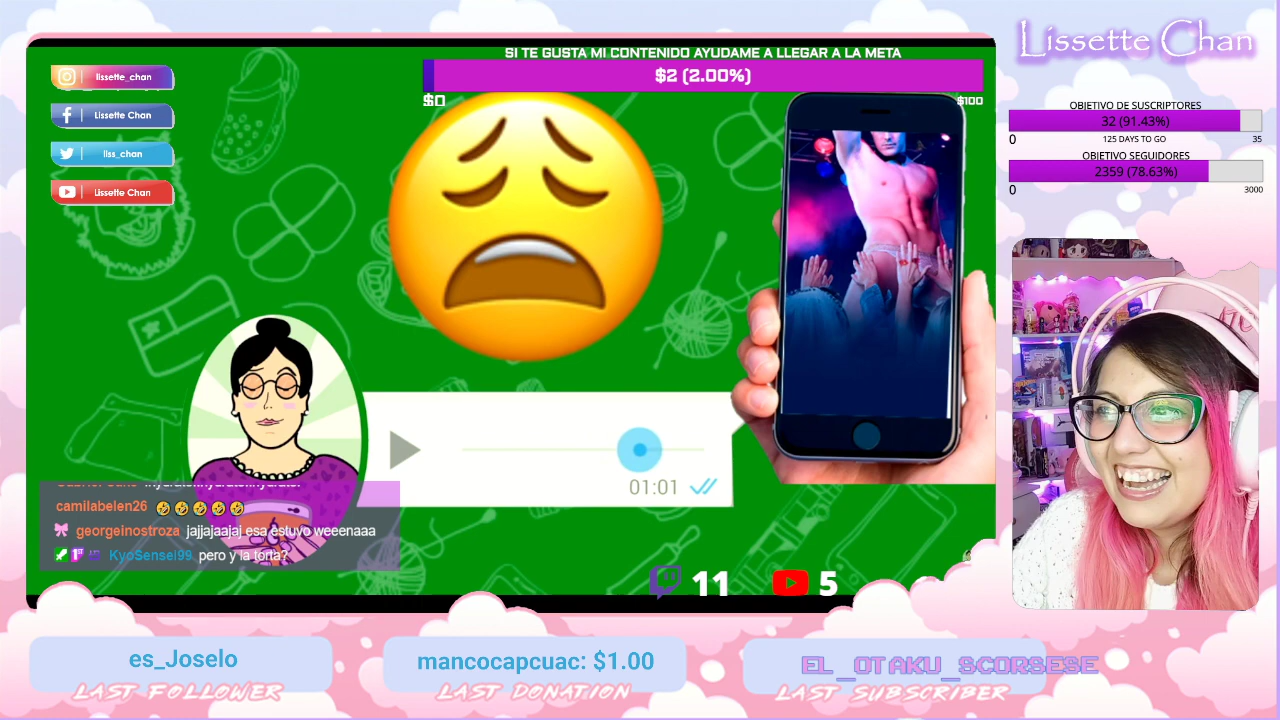 Lissette Chan
SI TE GUSTA MI CONTENIDO AYUDAME A LLEGAR A LA META
$2 (2.00%)
$0
$100
lissette_chan
Lissette Chan
liss_chan
Lissette Chan
OBJETIVO DE SUSCRIPTORES
32 (91.43%)
0
125 DAYS TO GO
35
OBJETIVO SEGUIDORES
2359 (78.63%)
0
3000
01:01
camilabelen26
georgeinostroza jajjajaajaj esa estuvo weeenaaa
KyoSensei99 pero y la torta?
11
5
es_Joselo
LAST FOLLOWER
mancocapcuac: $1.00
LAST DONATION
EL_OTAKU_SCORSESE
LAST SUBSCRIBER